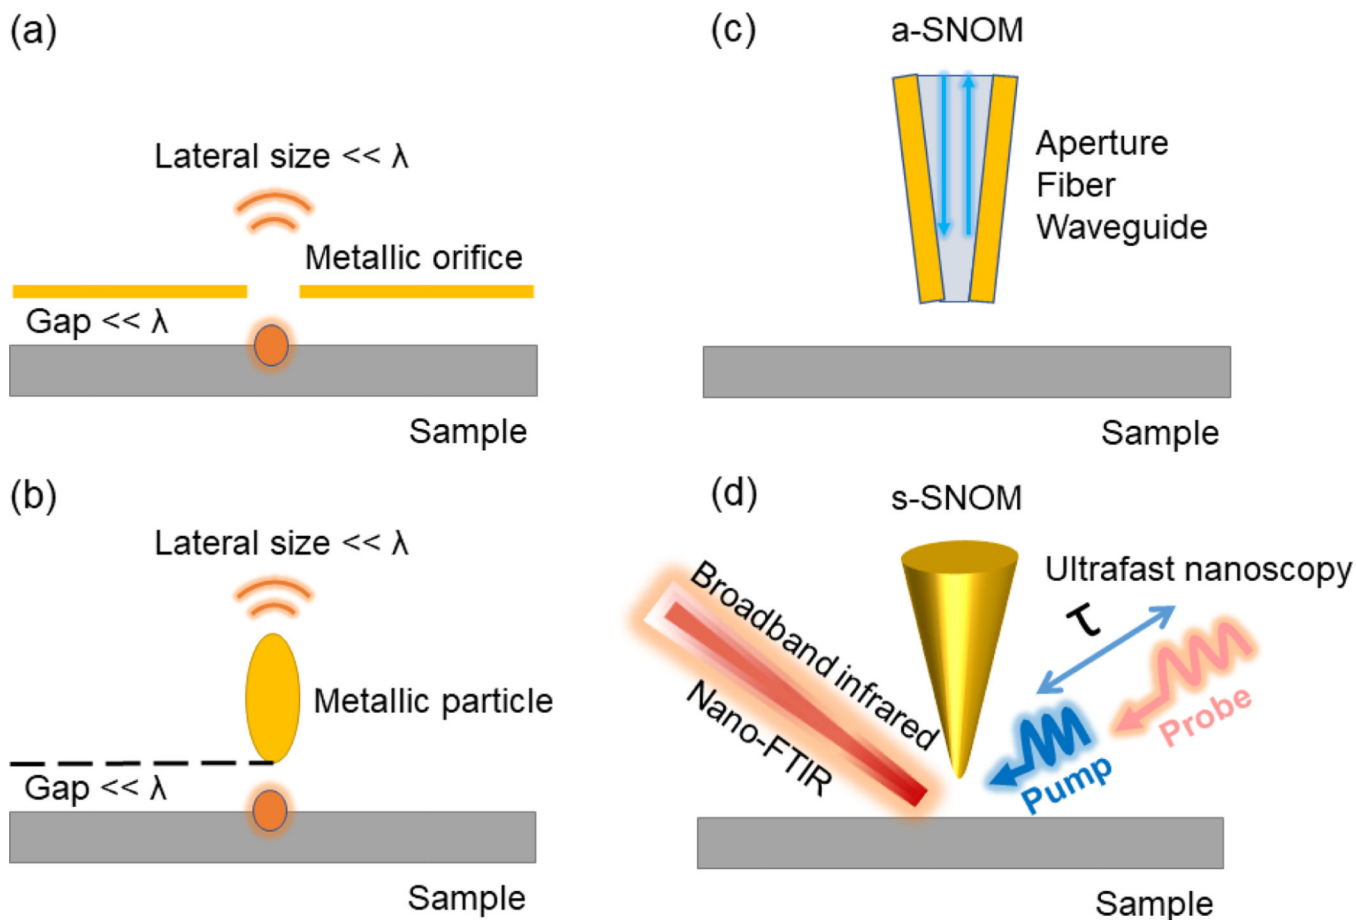 (a)
Lateral size << λ
Metallic orifice
Gap << λ
Sample
(b)
Lateral size << λ
Metallic particle
Gap << λ
Sample
(c)
a-SNOM
Aperture
Fiber
Waveguide
Sample
(d)
s-SNOM
Ultrafast nanoscopy
τ
Broadband infrared
Nano-FTIR
Probe
Pump
Sample